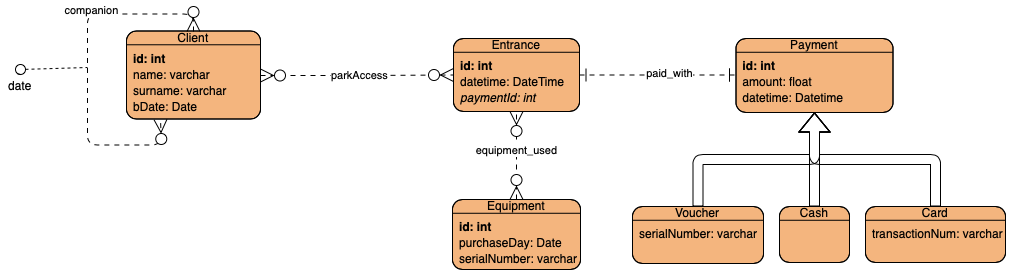 companion
date
Client
id: int
name: varchar
surname: varchar
bDate: Date
parkAccess
Entrance
id: int
datetime: DateTime
paymentId: int
paid_with
Payment
id: int
amount: float
datetime: Datetime
equipment_used
Equipment
id: int
purchaseDay: Date
serialNumber: varchar
Voucher
serialNumber: varchar
Cash
Card
transactionNum: varchar